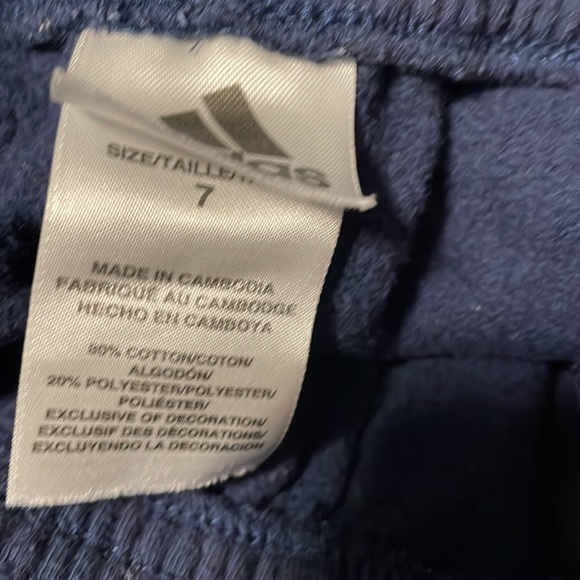 SIZE/TAILLE/
7
MADE IN CAMBODIA
FABRIQUÉ AU CAMBODGE
HECHO EN CAMBOYA
80% COTTON/COTON/
ALGODÓN/
20% POLYESTER/POLYESTER/
POLIÉSTER/
EXCLUSIVE OF DECORATION/
EXCLUSIF DES DÉCORATIONS/
EXCLUYENDO LA DECORACIÓN